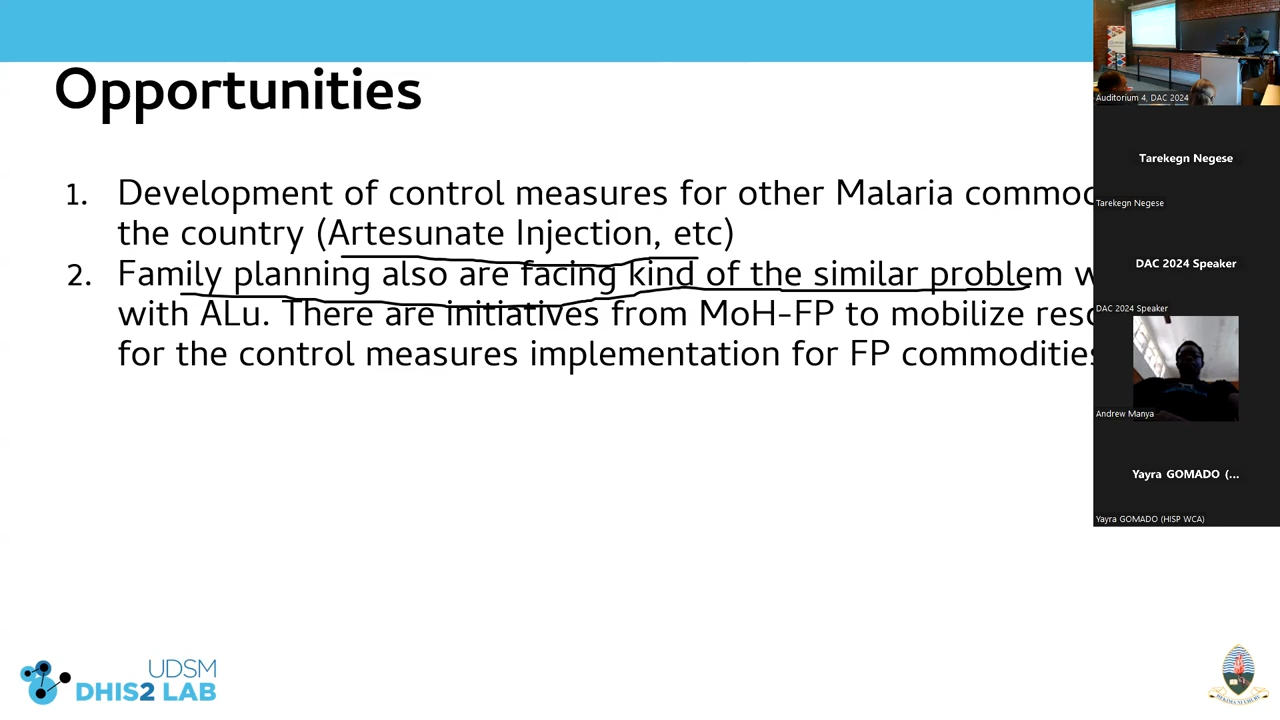 Opportunities
1. Development of control measures for other Malaria
the country (Artesunate Injection, etc)
2. Family planning also are facing kind of the similar problem
with ALu. There are initiatives from MoH-FP to mobilize
for the control measures implementation for FP commodities
UDSM
DHIS2 LAB
Auditorium 4, DAC 2024
Tarekegn Negese
Tarekegn Negese
DAC 2024 Speaker
DAC 2024 Speaker
Andrew Manya
Yayra GOMADO (...
Yayra GOMADO (HISP WCA)